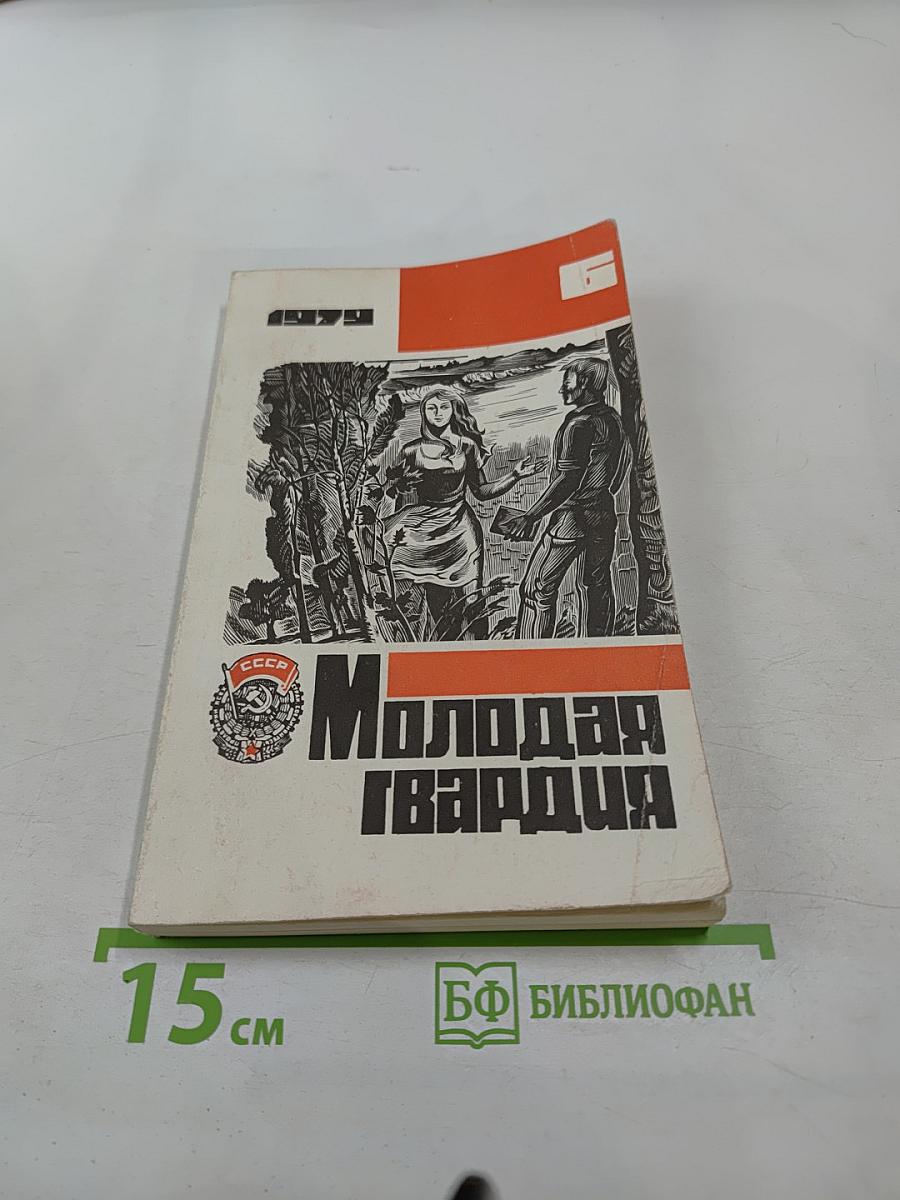 1979
6
СССР
Молодая
гвардия
15 см
БФ БИБЛИОФАН